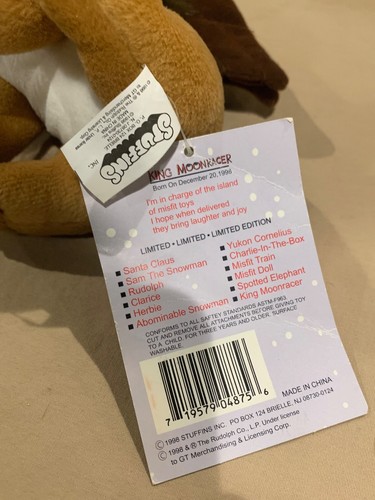 STUFFINS INC.
KING MOONRACER
Born On December 20,1998
I'm in charge of the island
of misfit toys
I hope when delivered
they bring laughter and joy
LIMITED • LIMITED • LIMITED EDITION
Santa Claus
Sam The Snowman
Rudolph
Clarice
Herbie
Abominable Snowman
Yukon Cornelius
Charlie-In-The-Box
Misfit Train
Misfit Doll
Spotted Elephant
King Moonracer
CONFORMS TO ALL SAFTEY STANDARDS ASTM-F963
CUT AND REMOVE ALL ATTACHMENTS BEFORE GIVING TOY
TO A CHILD. FOR THREE YEARS AND OLDER. SURFACE
WASHABLE.
7 19579 04875 6
MADE IN CHINA
©1998 STUFFINS INC. PO BOX 124 BRIELLE, NJ 08730-0124
©1998 & ® The Rudolph Co., L.P. Under license
to GT Merchandising & Licensing Corp.